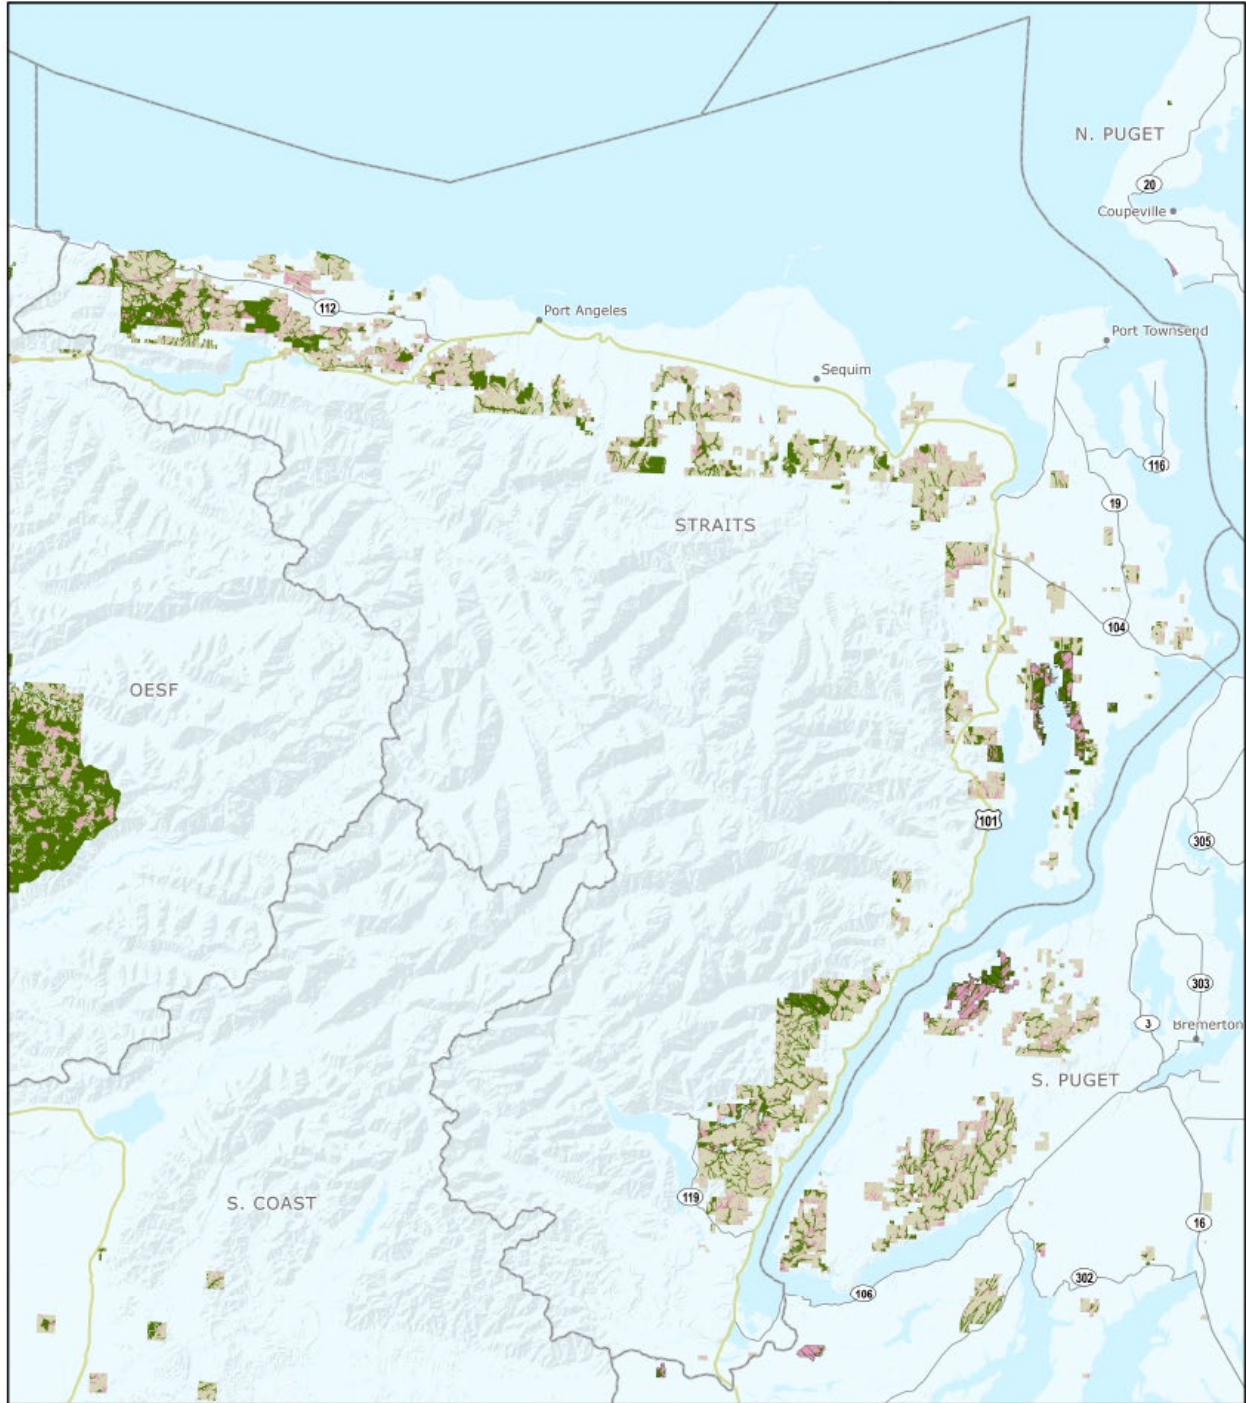 N. PUGET
20
Coupeville
112
Port Angeles
Port Townsend
Sequim
116
19
STRAITS
104
OESF
101
305
303
3
Bremerton
S. PUGET
119
S. COAST
16
302
106